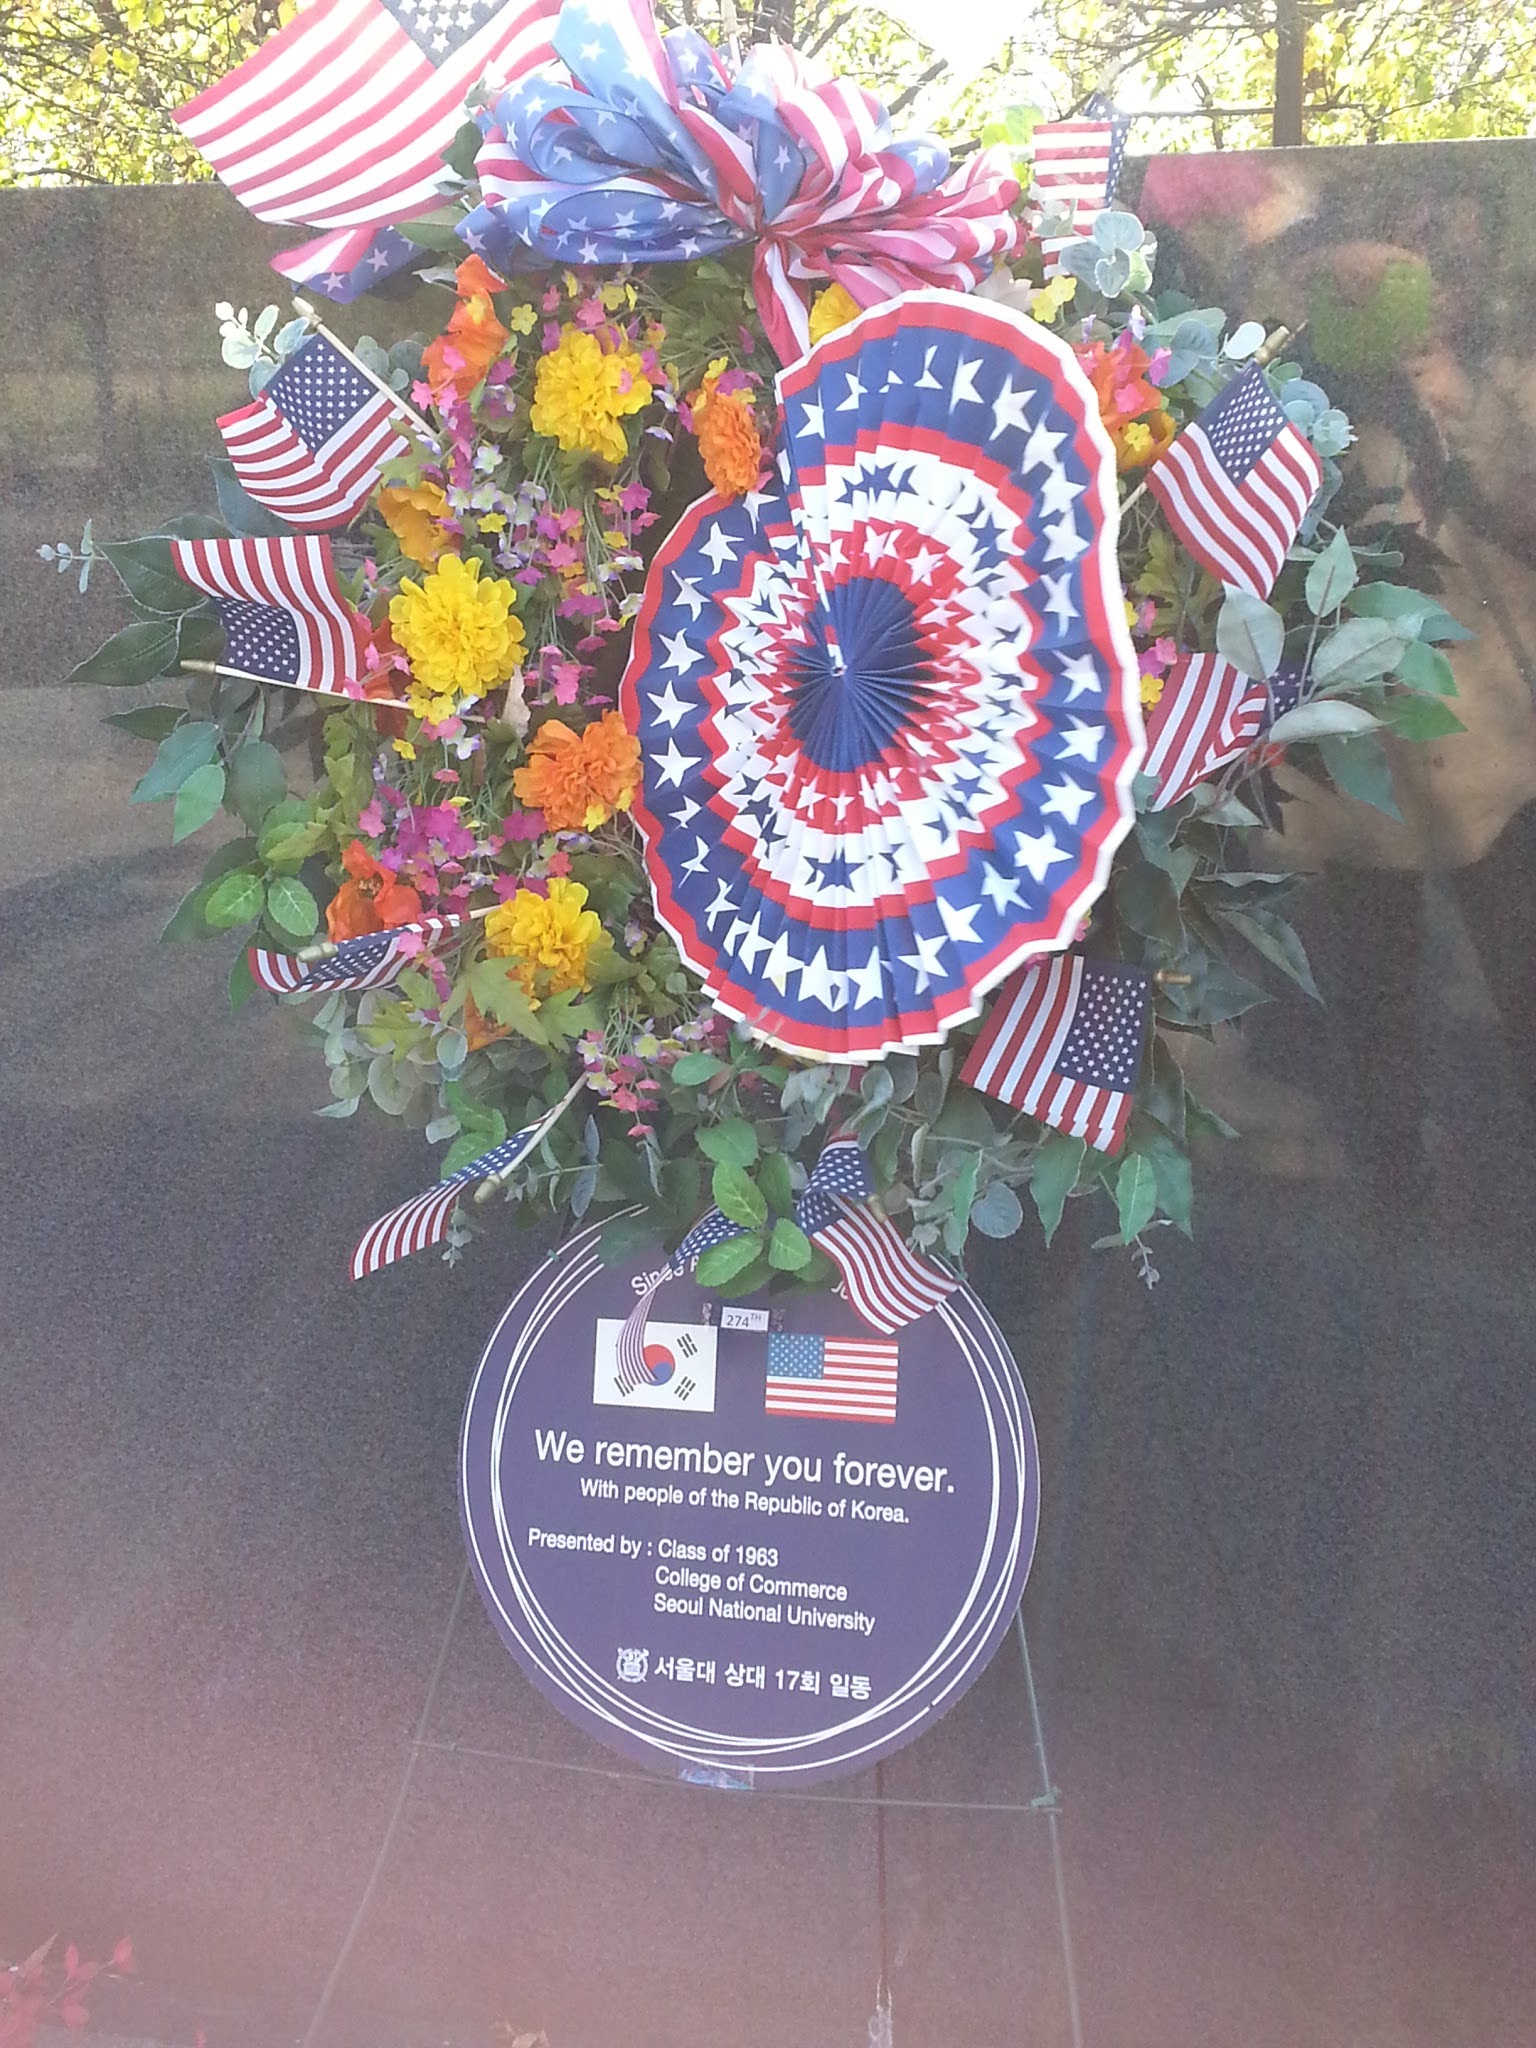 Since
274TH
We remember you forever.
With people of the Republic of Korea.
Presented by : Class of 1963
College of Commerce
Seoul National University
서울대 상대 17회 일동